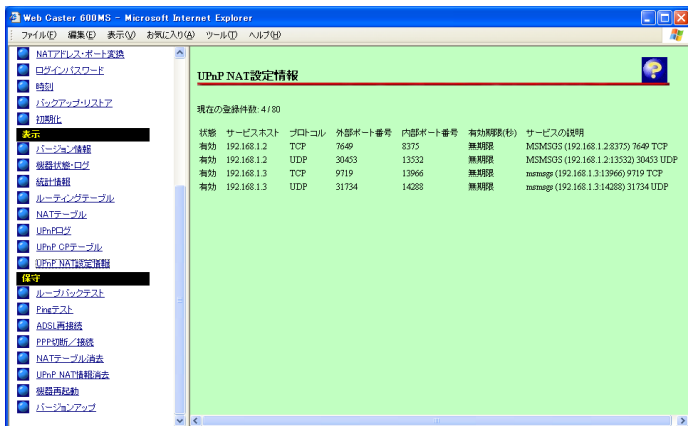 Web Caster 600MS - Microsoft Internet Explorer
ファイル(F) 編集(E) 表示(V) お気に入り(A) ツール(T) ヘルプ(H)
NATアドレス・ポート変換
ログインパスワード
時刻
バックアップ・リストア
初期化
表示
バージョン情報
機器状態・ログ
統計情報
ルーティングテーブル
NATテーブル
UPnPログ
UPnP CPテーブル
UPnP NAT設定情報
保守
ループバックテスト
Pingテスト
ADSL再接続
PPP切断／接続
NATテーブル消去
UPnP NAT情報消去
機器再起動
バージョンアップ
UPnP NAT設定情報
?
現在の登録件数: 4 / 80
状態 サービスホスト プロトコル 外部ポート番号 内部ポート番号 有効期限(秒) サービスの説明
有効 192.168.1.2 TCP 7649 8375 無期限 MSMSGS (192.168.1.2:8375) 7649 TCP
有効 192.168.1.2 UDP 30453 13532 無期限 MSMSGS (192.168.1.2:13532) 30453 UDP
有効 192.168.1.3 TCP 9719 13966 無期限 msmsgs (192.168.1.3:13966) 9719 TCP
有効 192.168.1.3 UDP 31734 14288 無期限 msmsgs (192.168.1.3:14288) 31734 UDP